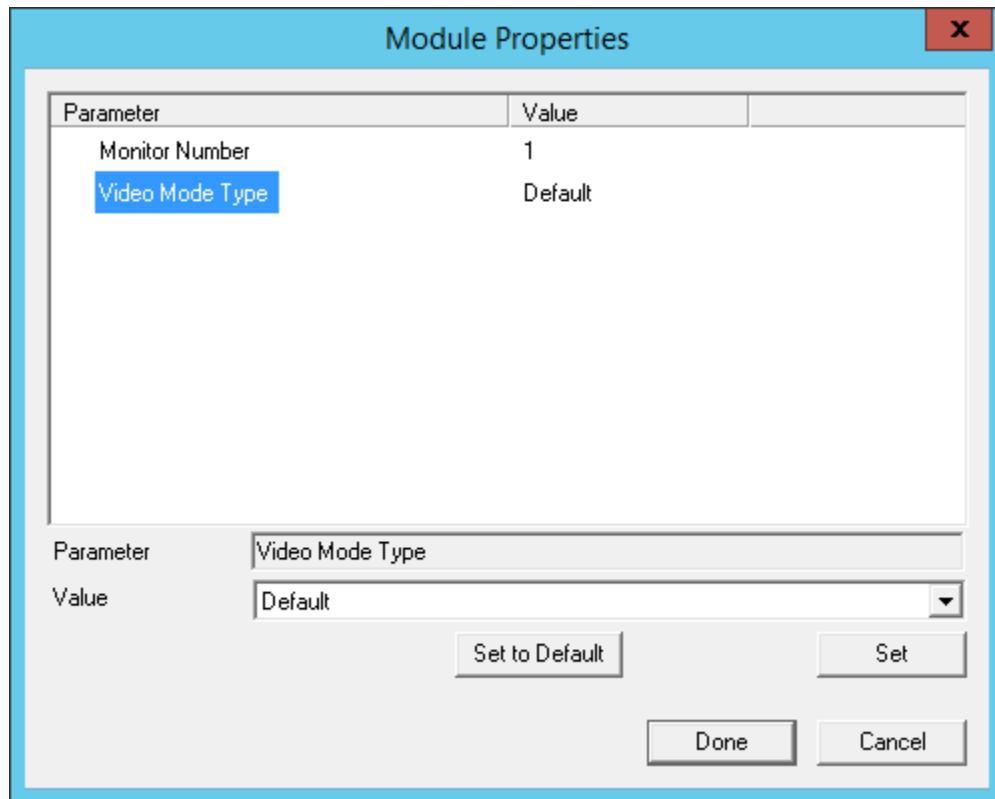 Module Properties
x
Parameter Value
Monitor Number 1
Video Mode Type Default
Parameter Video Mode Type
Value Default
Set to Default Set
Done Cancel